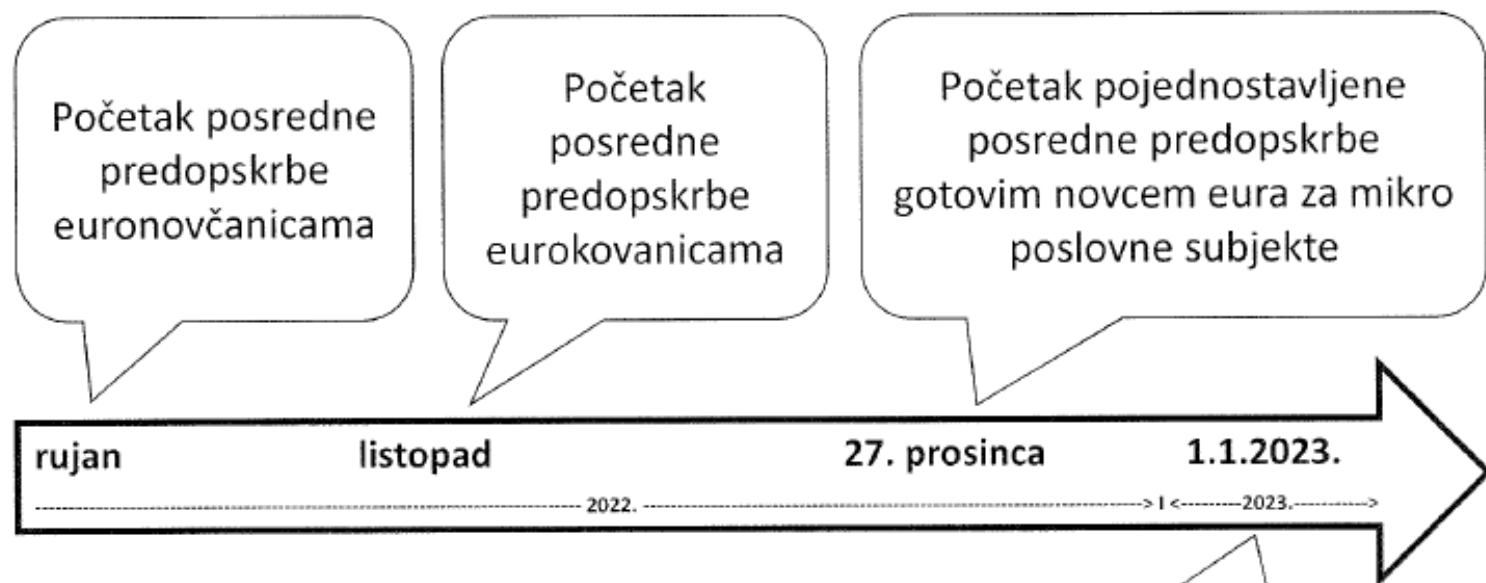 Početak posredne
predopskrbe
euronovčanicama
Početak
posredne
predopskrbe
eurokovanicama
Početak pojednostavljene
posredne predopskrbe
gotovim novcem eura za mikro
poslovne subjekte
rujan listopad 27. prosinca 1.1.2023.
2022. 2023.